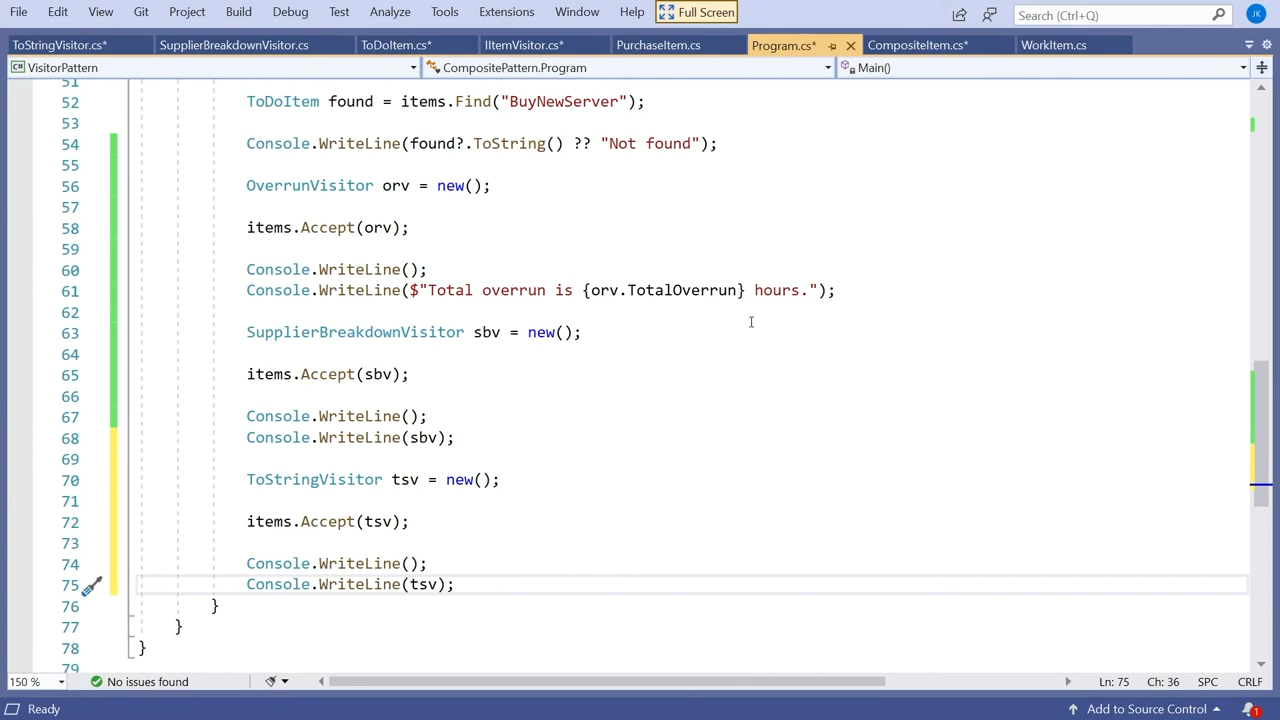 File Edit View Git Project Build Debug Test Analyze Tools Extensions Window Help Full Screen Search (Ctrl+Q) JK
ToStringVisitor.cs* SupplierBreakdownVisitor.cs ToDoItem.cs* IItemVisitor.cs* PurchaseItem.cs Program.cs* CompositeItem.cs* WorkItem.cs
VisitorPattern CompositePattern.Program Main()
51
52 ToDoItem found = items.Find("BuyNewServer");
53
54 Console.WriteLine(found?.ToString() ?? "Not found");
55
56 OverrunVisitor orv = new();
57
58 items.Accept(orv);
59
60 Console.WriteLine();
61 Console.WriteLine($"Total overrun is {orv.TotalOverrun} hours.");
62
63 SupplierBreakdownVisitor sbv = new();
64
65 items.Accept(sbv);
66
67 Console.WriteLine();
68 Console.WriteLine(sbv);
69
70 ToStringVisitor tsv = new();
71
72 items.Accept(tsv);
73
74 Console.WriteLine();
75 Console.WriteLine(tsv);
76 }
77 }
78 }
79
150 % No issues found Ln: 75 Ch: 36 SPC CRLF
Ready Add to Source Control 1